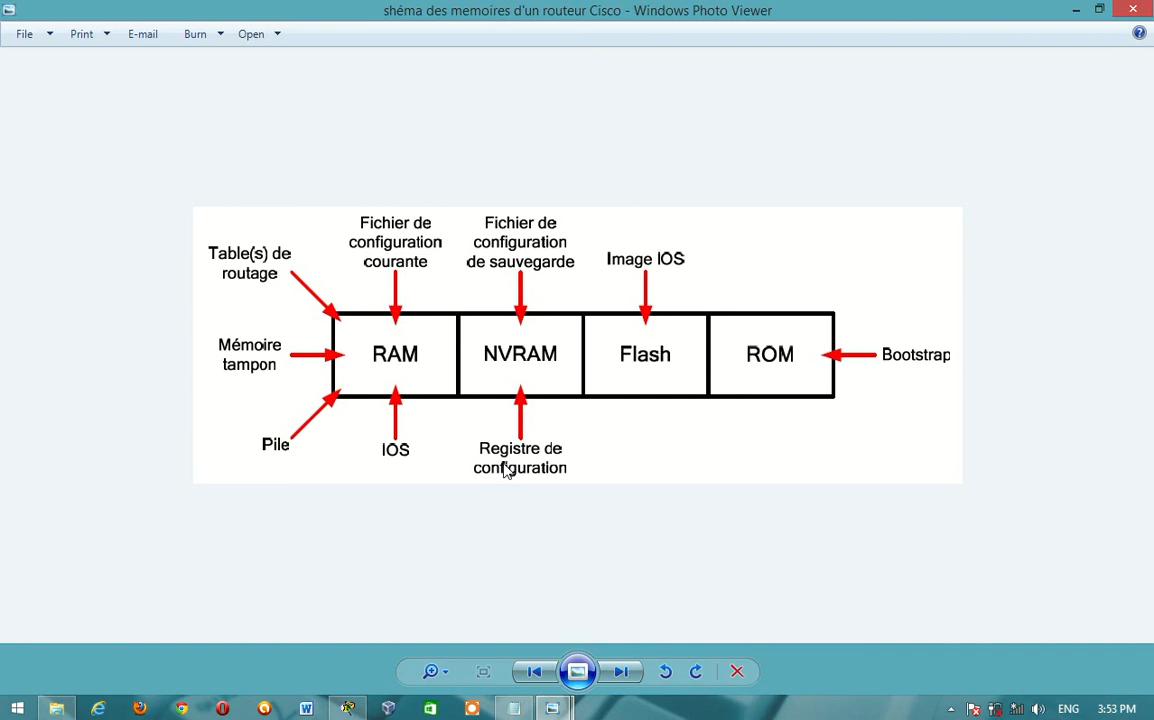 shéma des memoires d'un routeur Cisco - Windows Photo Viewer
File Print E-mail Burn Open
Fichier de
configuration
courante
Fichier de
configuration
de sauvegarde
Table(s) de
routage
Image IOS
Mémoire
tampon
RAM
NVRAM
Flash
ROM
Bootstrap
Pile
IOS
Registre de
configuration
ENG 3:53 PM